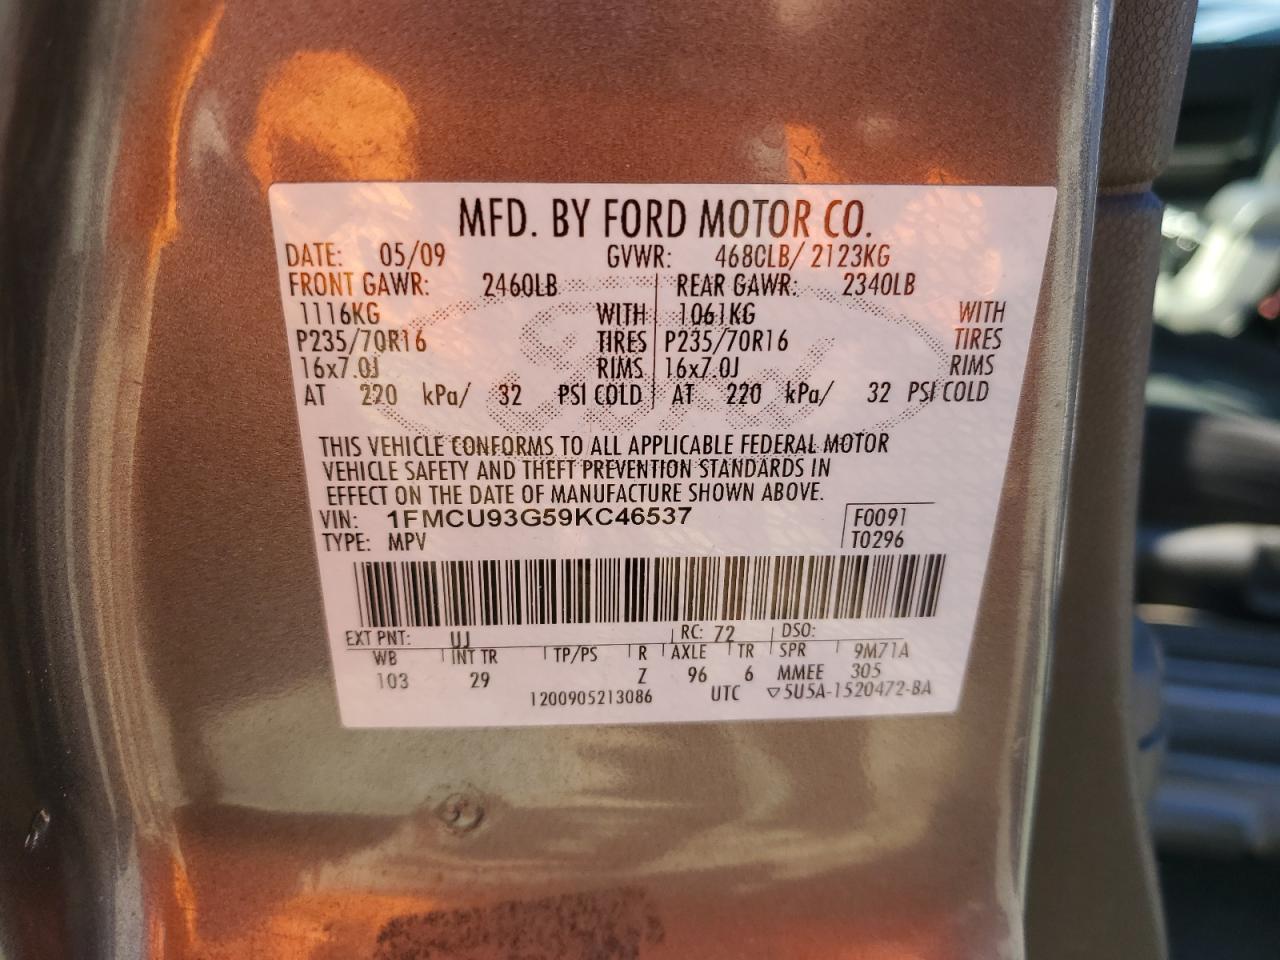 MFD. BY FORD MOTOR CO.
DATE: 05/09 GVWR: 4680LB/ 2123KG
FRONT GAWR: 2460LB REAR GAWR: 2340LB
1116KG WITH 1061KG WITH
P235/70R16 TIRES P235/70R16 TIRES
16x7.0J RIMS 16x7.0J RIMS
AT 220 kPa/ 32 PSI COLD AT 220 kPa/ 32 PSI COLD
THIS VEHICLE CONFORMS TO ALL APPLICABLE FEDERAL MOTOR
VEHICLE SAFETY AND THEFT PREVENTION STANDARDS IN
EFFECT ON THE DATE OF MANUFACTURE SHOWN ABOVE.
VIN: 1FMCU93G59KC46537 F0091
TYPE: MPV T0296
EXT PNT: UJ RC: 72 DSO:
WB INT TR TP/PS R AXLE TR SPR 9M71A
103 29 Z 96 6 MMEE 305
1200905213086 UTC ▽5U5A-1520472-BA